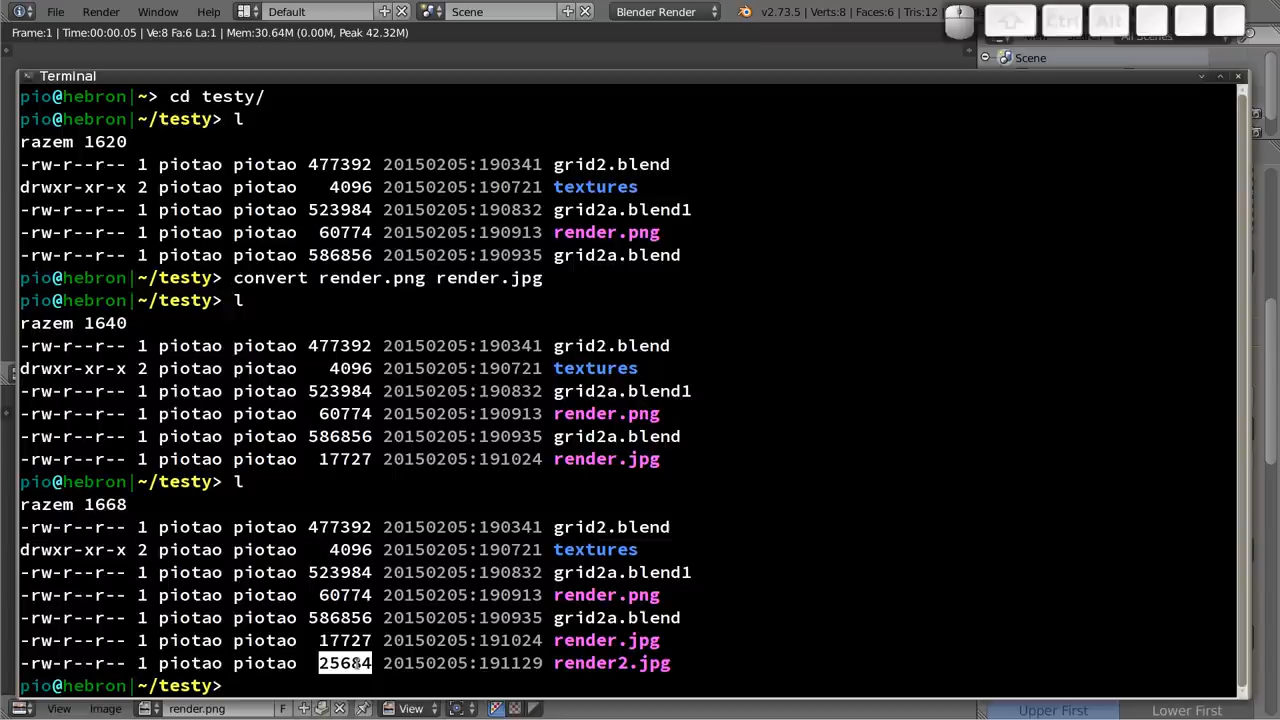 File Render Window Help Default Scene Blender Render v2.73.5 | Verts:8 | Faces:6 | Tris:12
Frame:1 | Time:00:00.05 | Ve:8 Fa:6 La:1 | Mem:30.64M (0.00M, Peak 42.32M)
Ctrl Alt
Scene
Terminal
pio@hebron|~> cd testy/
pio@hebron|~/testy> l
razem 1620
-rw-r--r-- 1 piotao piotao 477392 20150205:190341 grid2.blend
drwxr-xr-x 2 piotao piotao 4096 20150205:190721 textures
-rw-r--r-- 1 piotao piotao 523984 20150205:190832 grid2a.blend1
-rw-r--r-- 1 piotao piotao 60774 20150205:190913 render.png
-rw-r--r-- 1 piotao piotao 586856 20150205:190935 grid2a.blend
pio@hebron|~/testy> convert render.png render.jpg
pio@hebron|~/testy> l
razem 1640
-rw-r--r-- 1 piotao piotao 477392 20150205:190341 grid2.blend
drwxr-xr-x 2 piotao piotao 4096 20150205:190721 textures
-rw-r--r-- 1 piotao piotao 523984 20150205:190832 grid2a.blend1
-rw-r--r-- 1 piotao piotao 60774 20150205:190913 render.png
-rw-r--r-- 1 piotao piotao 586856 20150205:190935 grid2a.blend
-rw-r--r-- 1 piotao piotao 17727 20150205:191024 render.jpg
pio@hebron|~/testy> l
razem 1668
-rw-r--r-- 1 piotao piotao 477392 20150205:190341 grid2.blend
drwxr-xr-x 2 piotao piotao 4096 20150205:190721 textures
-rw-r--r-- 1 piotao piotao 523984 20150205:190832 grid2a.blend1
-rw-r--r-- 1 piotao piotao 60774 20150205:190913 render.png
-rw-r--r-- 1 piotao piotao 586856 20150205:190935 grid2a.blend
-rw-r--r-- 1 piotao piotao 17727 20150205:191024 render.jpg
-rw-r--r-- 1 piotao piotao 25684 20150205:191129 render2.jpg
pio@hebron|~/testy>
View Image render.png F View Upper First Lower First